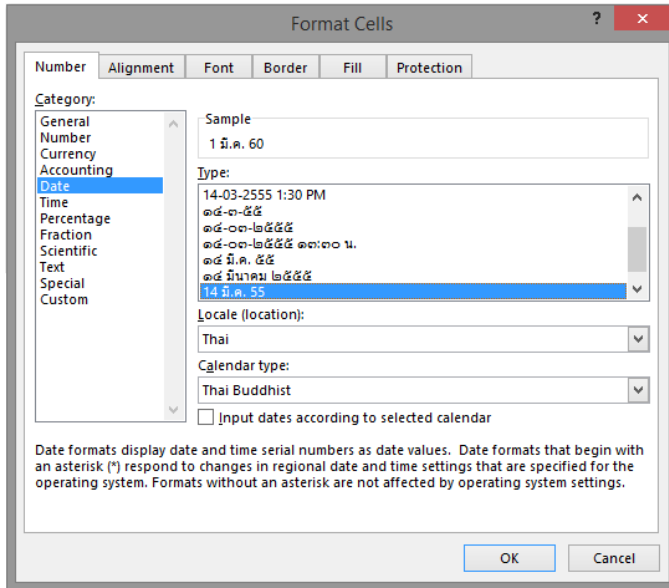 Format Cells
?
Number
Alignment
Font
Border
Fill
Protection
Category:
General
Number
Currency
Accounting
Date
Time
Percentage
Fraction
Scientific
Text
Special
Custom
Sample
1 มี.ค. 60
Type:
14-03-2555 1:30 PM
๑๔-๓-๕๕
๑๔-๐๓-๒๕๕๕
๑๔-๐๓-๒๕๕๕ ๑๓:๓๐ น.
๑๔ มี.ค. ๕๕
๑๔ มีนาคม ๒๕๕๕
14 มี.ค. 55
Locale (location):
Thai
Calendar type:
Thai Buddhist
Input dates according to selected calendar
Date formats display date and time serial numbers as date values.  Date formats that begin with
an asterisk (*) respond to changes in regional date and time settings that are specified for the
operating system. Formats without an asterisk are not affected by operating system settings.
OK
Cancel